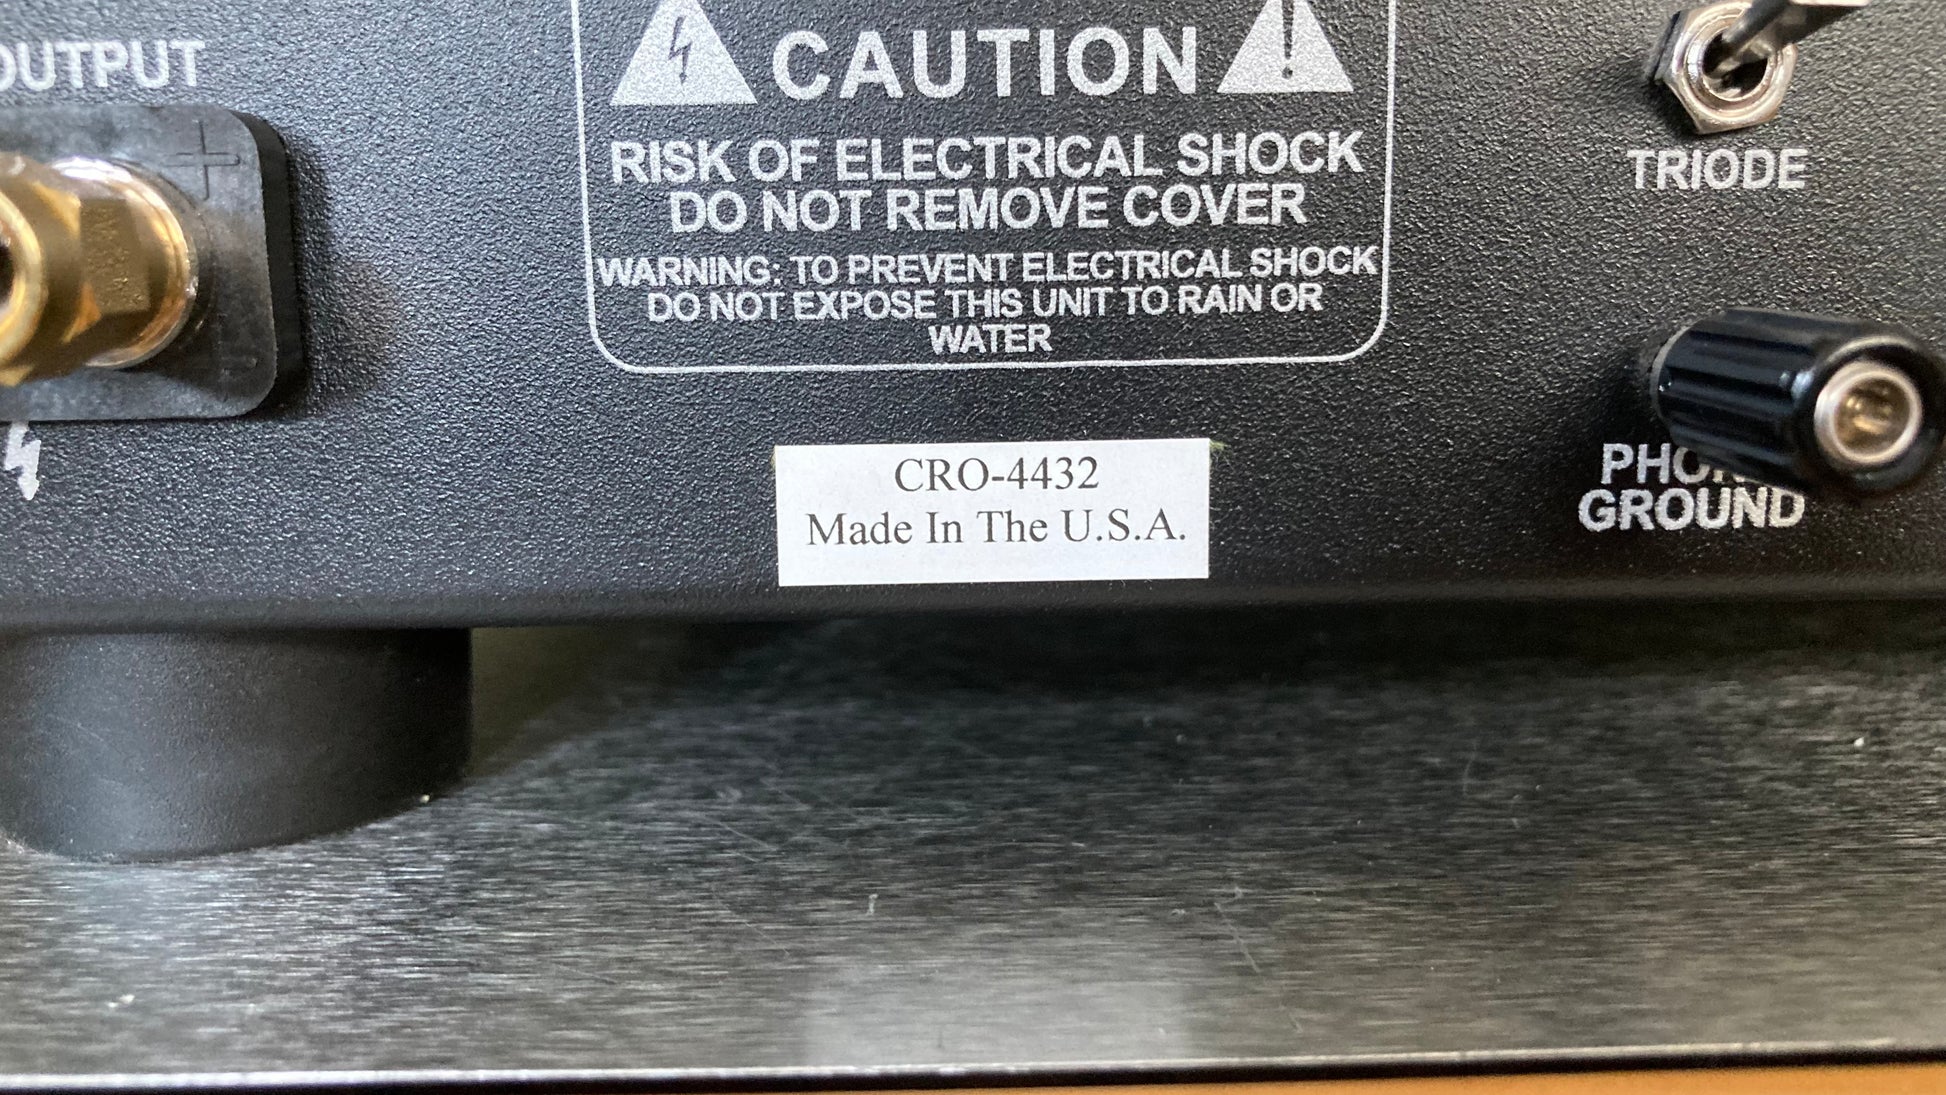 OUTPUT
CAUTION
RISK OF ELECTRICAL SHOCK
DO NOT REMOVE COVER
WARNING: TO PREVENT ELECTRICAL SHOCK
DO NOT EXPOSE THIS UNIT TO RAIN OR
WATER
TRIODE
CRO-4432
Made In The U.S.A.
PHONO
GROUND